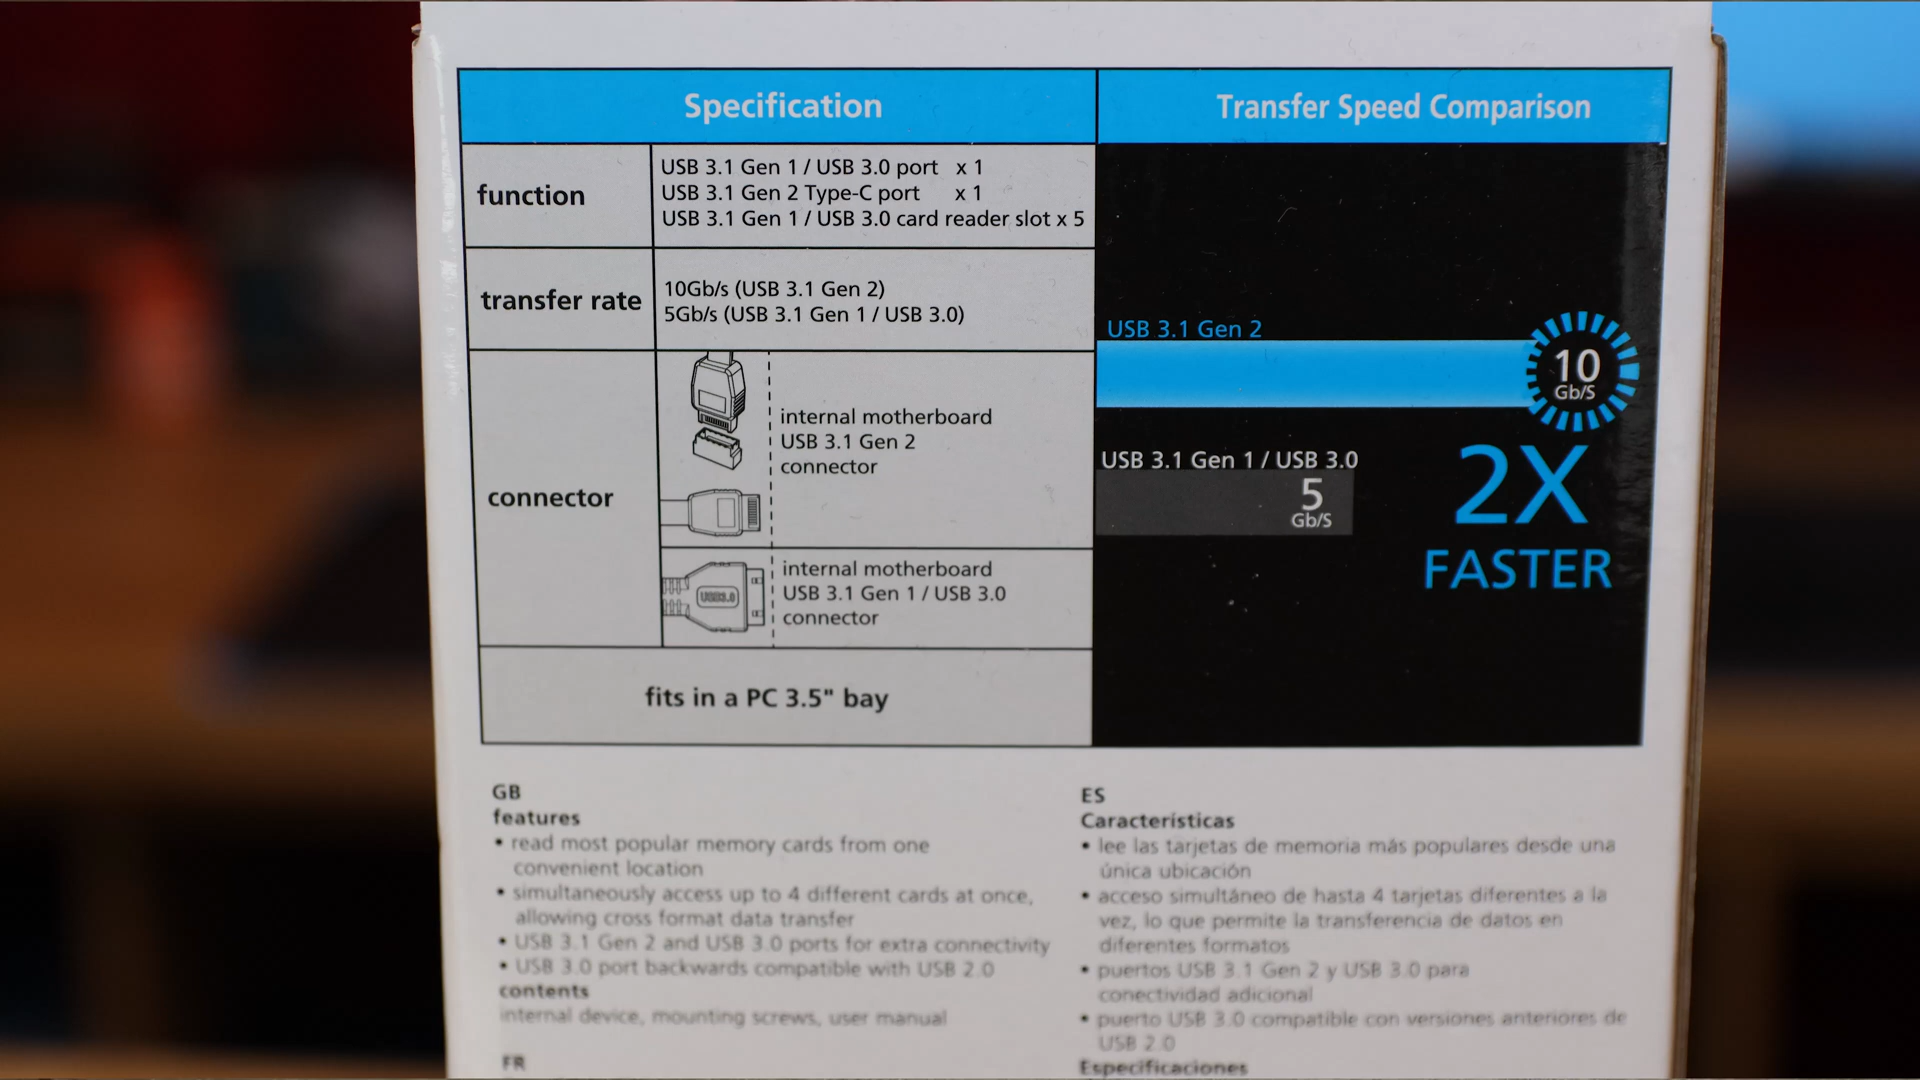 Specification
Transfer Speed Comparison
function
USB 3.1 Gen 1 / USB 3.0 port x 1
USB 3.1 Gen 2 Type-C port x 1
USB 3.1 Gen 1 / USB 3.0 card reader slot x 5
transfer rate
10Gb/s (USB 3.1 Gen 2)
5Gb/s (USB 3.1 Gen 1 / USB 3.0)
connector
internal motherboard
USB 3.1 Gen 2
connector
USB3.0
internal motherboard
USB 3.1 Gen 1 / USB 3.0
connector
fits in a PC 3.5" bay
USB 3.1 Gen 2
10
Gb/S
USB 3.1 Gen 1 / USB 3.0
5
Gb/S
2X
FASTER
GB
features
• read most popular memory cards from one
convenient location
• simultaneously access up to 4 different cards at once,
allowing cross format data transfer
• USB 3.1 Gen 2 and USB 3.0 ports for extra connectivity
• USB 3.0 port backwards compatible with USB 2.0
contents
internal device, mounting screws, user manual
FR
ES
Características
• lee las tarjetas de memoria más populares desde una
única ubicación
• acceso simultáneo de hasta 4 tarjetas diferentes a la
vez, lo que permite la transferencia de datos en
diferentes formatos
• puertos USB 3.1 Gen 2 y USB 3.0 para
conectividad adicional
• puerto USB 3.0 compatible con versiones anteriores de
USB 2.0
Especificaciones